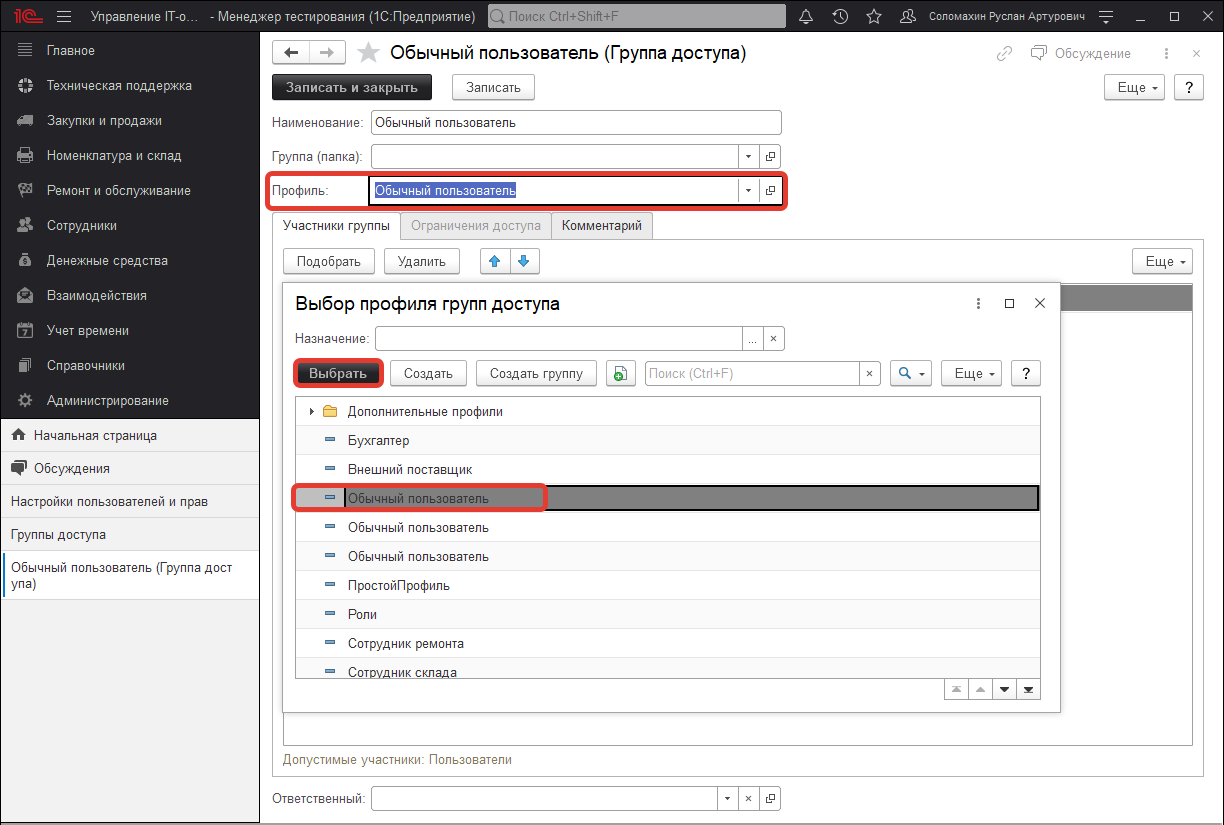 1С
Управление IT-о... - Менеджер тестирования (1С:Предприятие)
Поиск Ctrl+Shift+F
Соломахин Руслан Артурович
Главное
Техническая поддержка
Закупки и продажи
Номенклатура и склад
Ремонт и обслуживание
Сотрудники
Денежные средства
Взаимодействия
Учет времени
Справочники
Администрирование
Начальная страница
Обсуждения
Настройки пользователей и прав
Группы доступа
Обычный пользователь (Группа дост
упа)
Обычный пользователь (Группа доступа)
Обсуждение
Записать и закрыть
Записать
Еще
?
Наименование: Обычный пользователь
Группа (папка):
Профиль: Обычный пользователь
Участники группы
Ограничения доступа
Комментарий
Подобрать
Удалить
Еще
Выбор профиля групп доступа
Назначение:
...
Выбрать
Создать
Создать группу
Поиск (Ctrl+F)
Еще
?
Дополнительные профили
Бухгалтер
Внешний поставщик
Обычный пользователь
Обычный пользователь
Обычный пользователь
ПростойПрофиль
Роли
Сотрудник ремонта
Сотрудник склада
Допустимые участники: Пользователи
Ответственный: